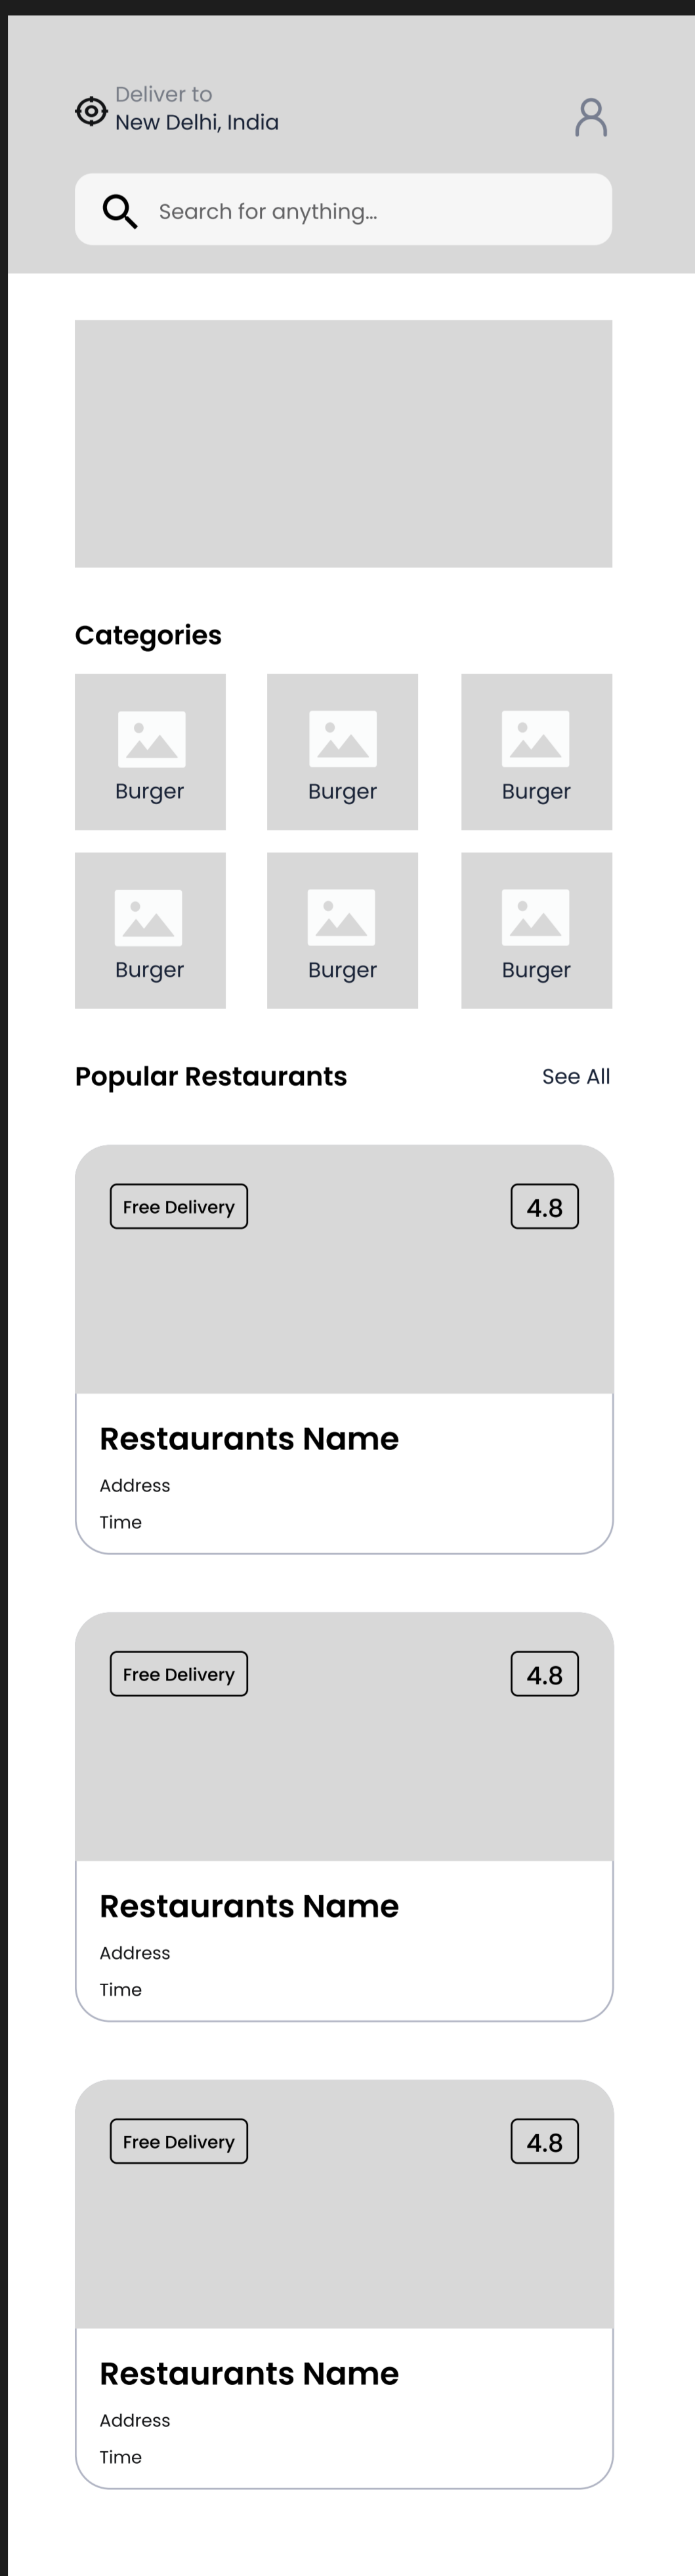 Deliver to
New Delhi, India
Search for anything...
Categories
Burger Burger Burger
Burger Burger Burger
Popular Restaurants See All
Free Delivery 4.8
Restaurants Name
Address
Time
Free Delivery 4.8
Restaurants Name
Address
Time
Free Delivery 4.8
Restaurants Name
Address
Time